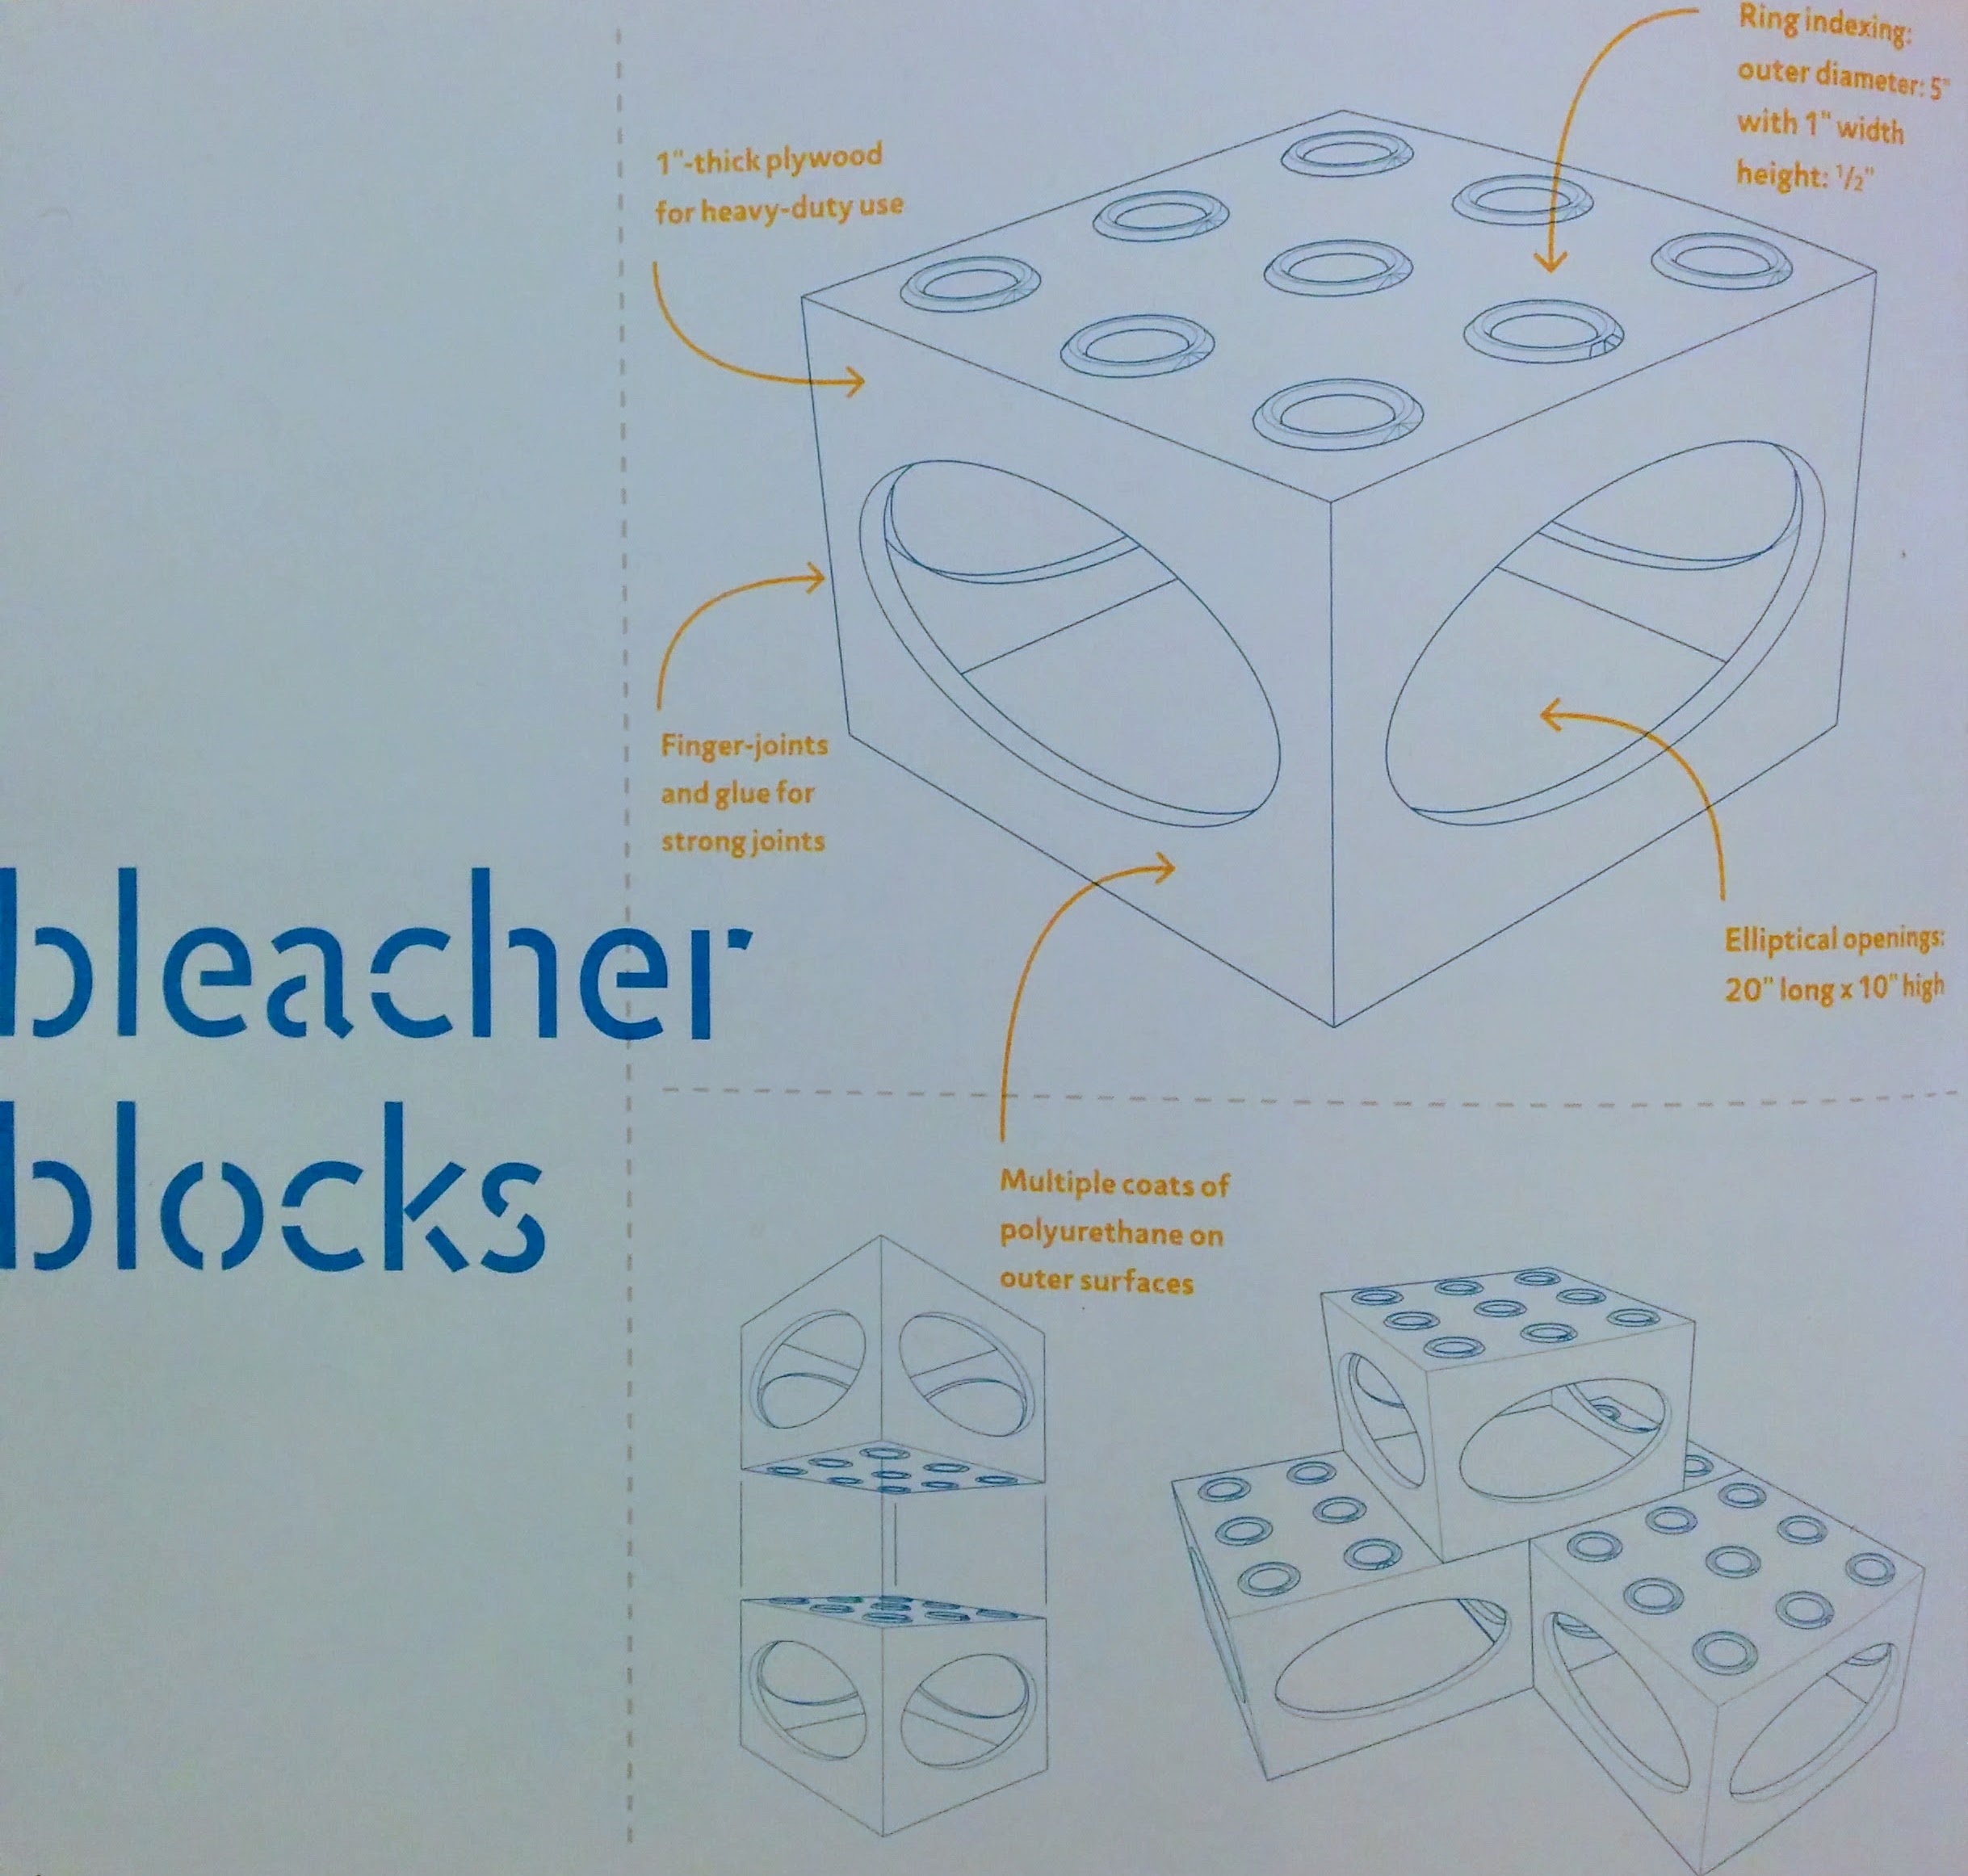 Ring indexing:
outer diameter: 5"
with 1" width
height: 1/2"
1"-thick plywood
for heavy-duty use
Finger-joints
and glue for
strong joints
bleacher
blocks
Elliptical openings:
20" long x 10" high
Multiple coats of
polyurethane on
outer surfaces